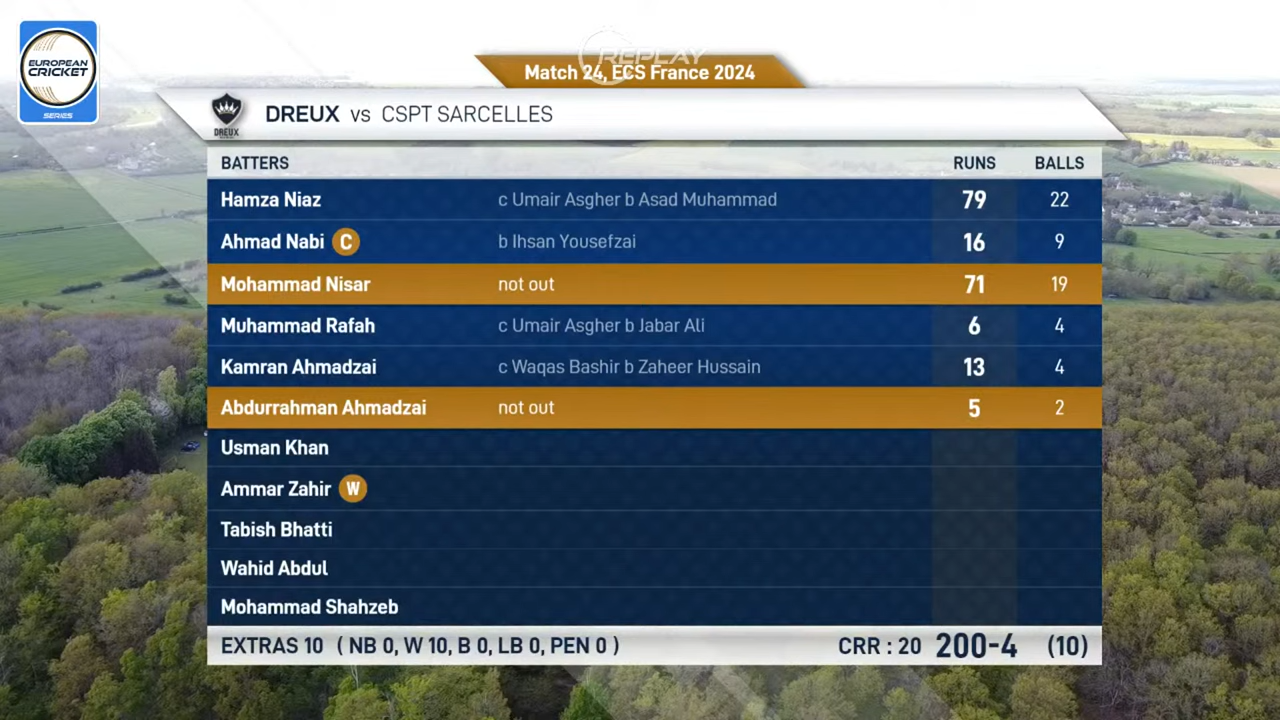 EUROPEAN
CRICKET
SERIES
REPLAY
Match 24, ECS France 2024
DREUX
DREUX vs CSPT SARCELLES
BATTERS RUNS BALLS
Hamza Niaz c Umair Asgher b Asad Muhammad 79 22
Ahmad Nabi C b Ihsan Yousefzai 16 9
Mohammad Nisar not out 71 19
Muhammad Rafah c Umair Asgher b Jabar Ali 6 4
Kamran Ahmadzai c Waqas Bashir b Zaheer Hussain 13 4
Abdurrahman Ahmadzai not out 5 2
Usman Khan
Ammar Zahir W
Tabish Bhatti
Wahid Abdul
Mohammad Shahzeb
EXTRAS 10 ( NB 0, W 10, B 0, LB 0, PEN 0 ) CRR : 20 200-4 (10)